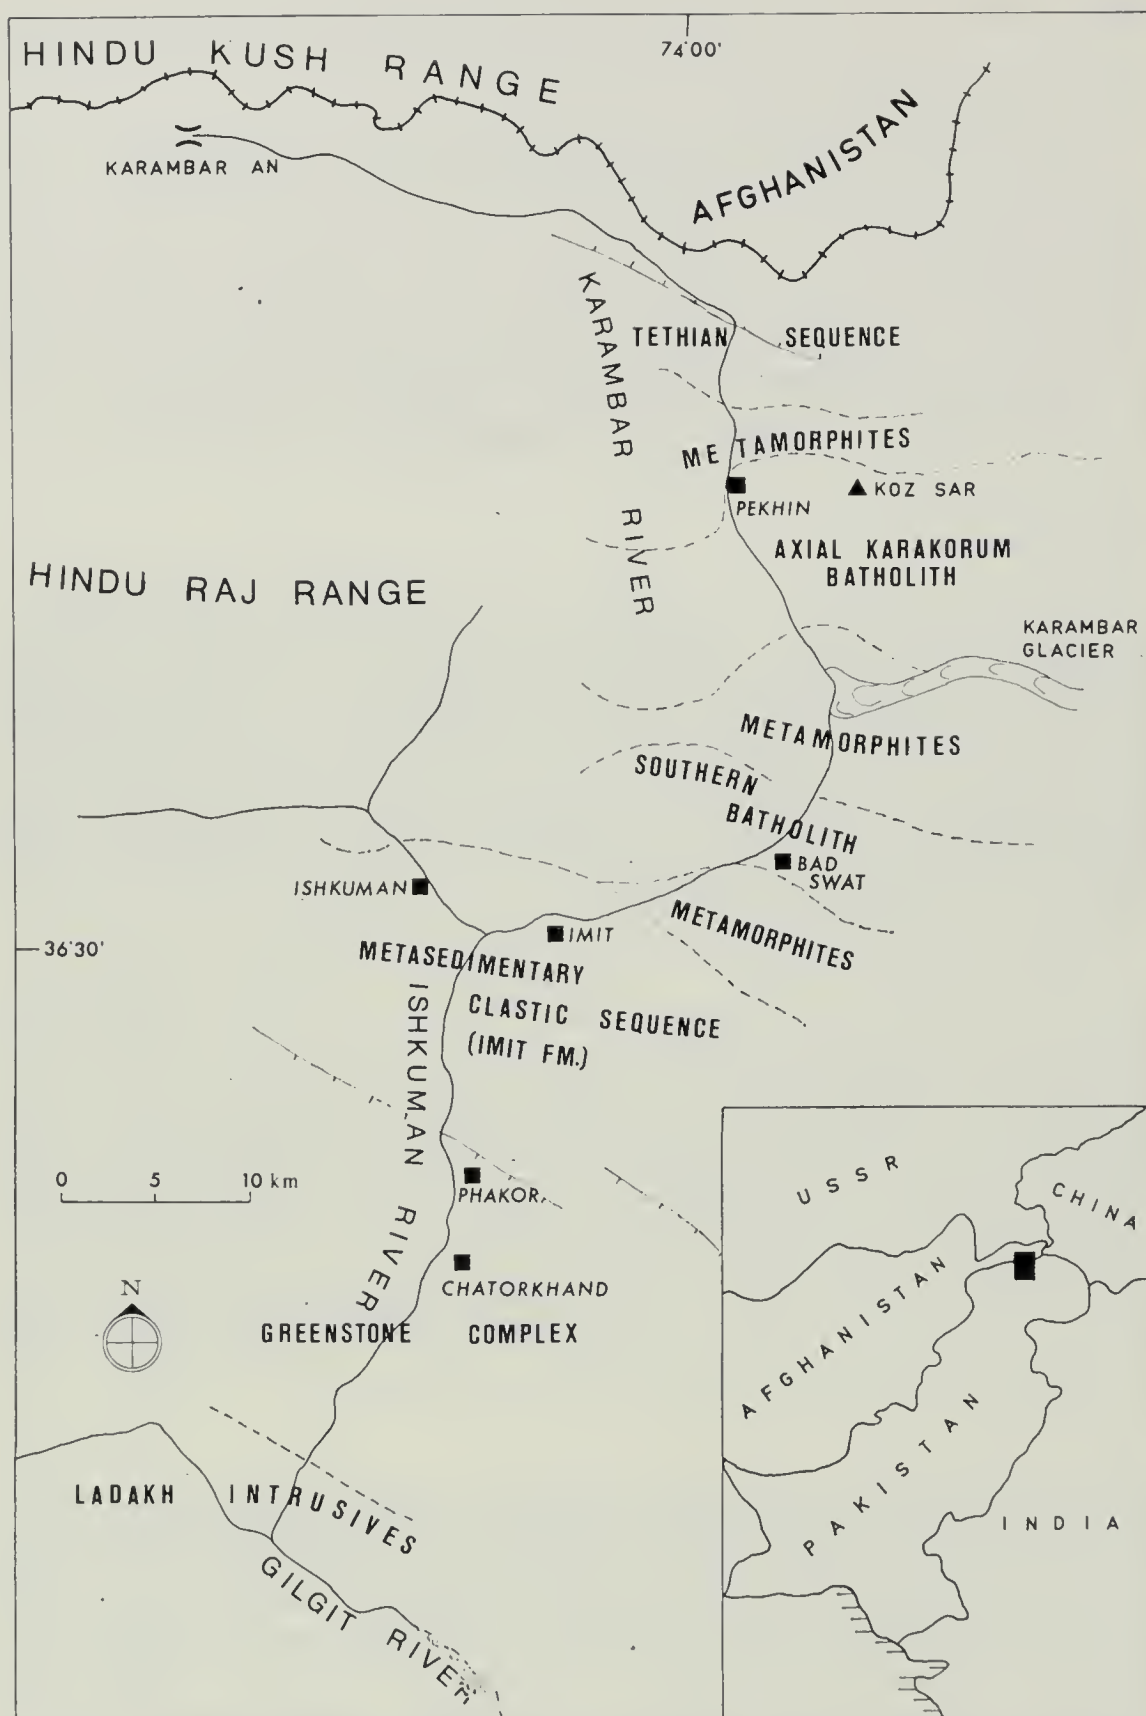 74°00'
HINDU KUSH RANGE
AFGHANISTAN
KARAMBAR AN
KARAMBAR RIVER
TETHIAN SEQUENCE
METAMORPHITES
KOZ SAR
PEKHIN
AXIAL KARAKORUM
BATHOLITH
HINDU RAJ RANGE
KARAMBAR
GLACIER
METAMORPHITES
SOUTHERN
BATHOLITH
BAD
SWAT
ISHKUMAN
METAMORPHITES
IMIT
36°30'
METASEDIMENTARY
CLASTIC SEQUENCE
(IMIT FM.)
ISHKUMAN RIVER
0 5 10 km
PHAKOR
N
CHATORKHAND
GREENSTONE COMPLEX
LADAKH INTRUSIVES
GILGIT RIVER
USSR
CHINA
AFGHANISTAN
PAKISTAN
INDIA